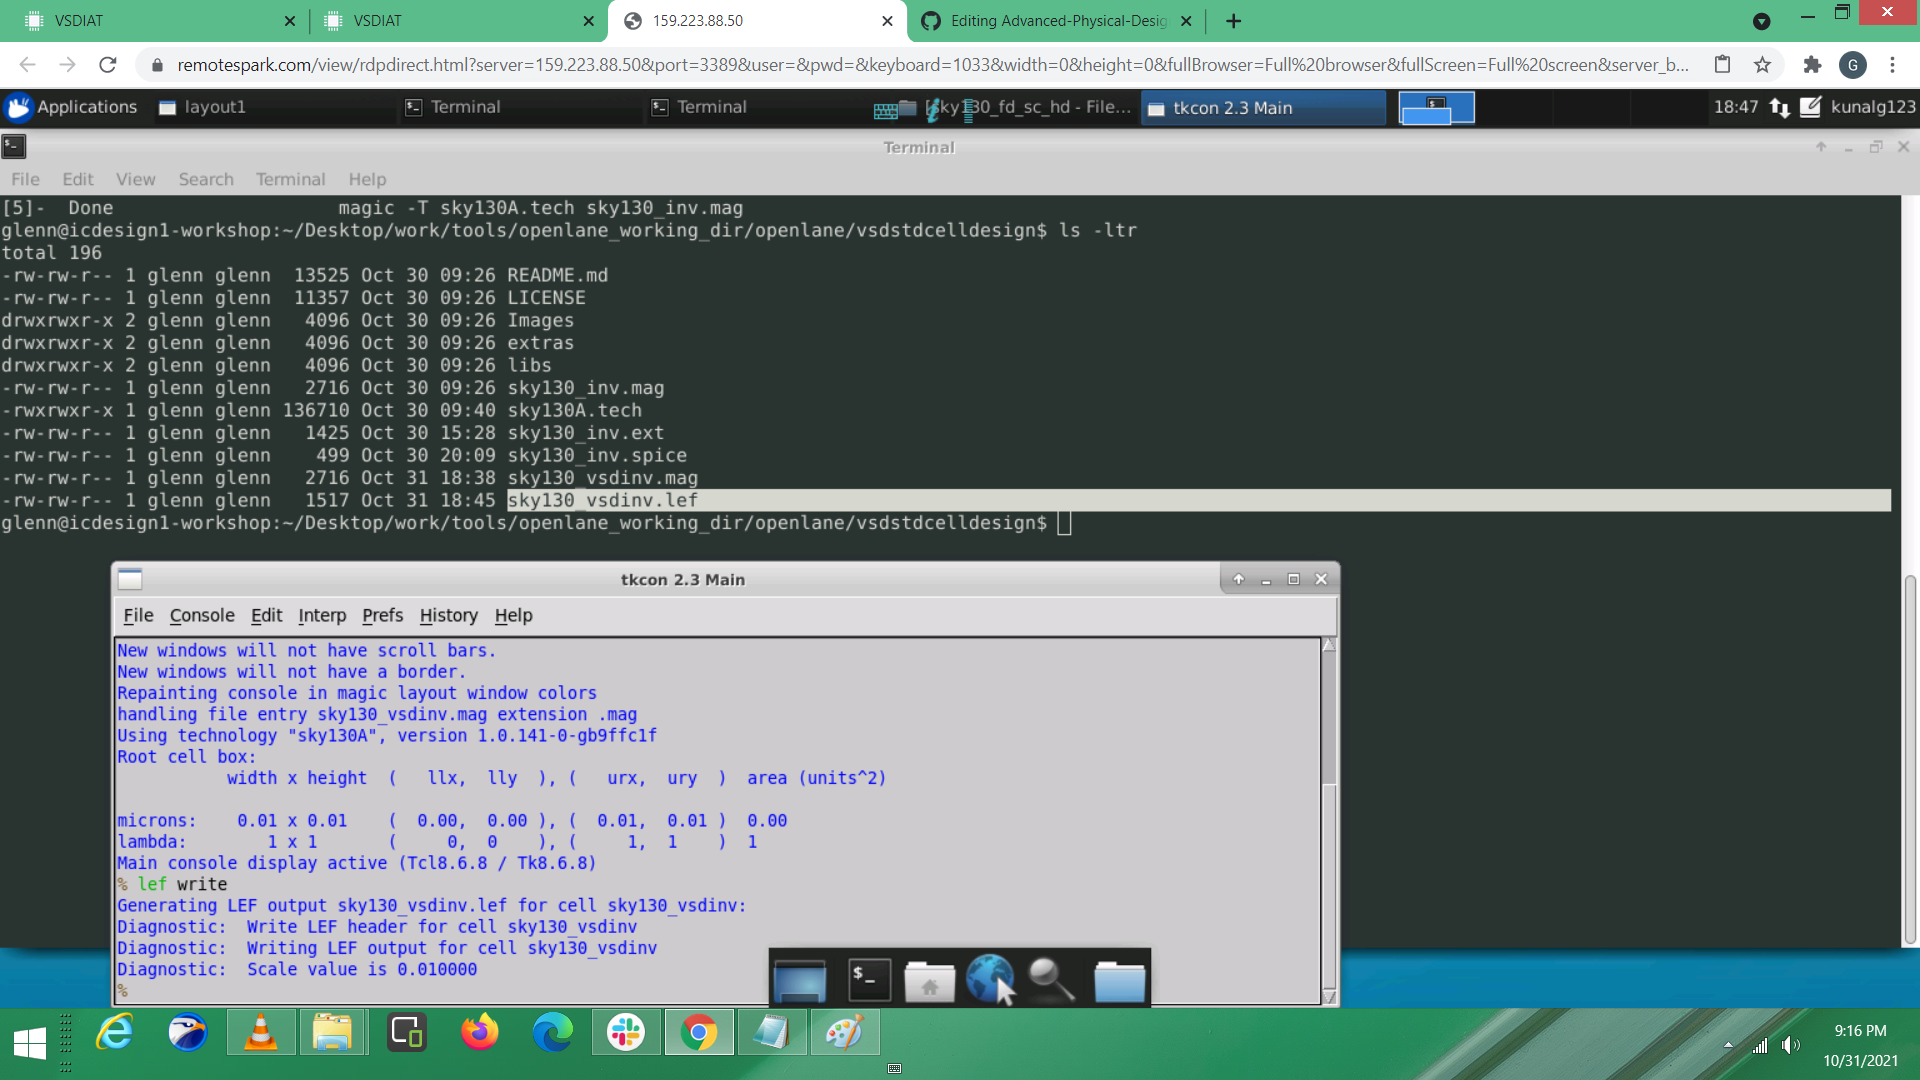 VSDIAT
VSDIAT
159.223.88.50
Editing Advanced-Physical-Desig
remotespark.com/view/rdpdirect.html?server=159.223.88.50&port=3389&user=&pwd=&keyboard=1033&width=0&height=0&fullBrowser=Full%20browser&fullScreen=Full%20screen&server_b...
G
Applications
layout1
Terminal
Terminal
[sky130_fd_sc_hd - File...
tkcon 2.3 Main
18:47
kunalg123
Terminal
File Edit View Search Terminal Help
[5]-  Done                    magic -T sky130A.tech sky130_inv.mag
glenn@icdesign1-workshop:~/Desktop/work/tools/openlane_working_dir/openlane/vsdstdcelldesign$ ls -ltr
total 196
-rw-rw-r-- 1 glenn glenn  13525 Oct 30 09:26 README.md
-rw-rw-r-- 1 glenn glenn  11357 Oct 30 09:26 LICENSE
drwxrwxr-x 2 glenn glenn   4096 Oct 30 09:26 Images
drwxrwxr-x 2 glenn glenn   4096 Oct 30 09:26 extras
drwxrwxr-x 2 glenn glenn   4096 Oct 30 09:26 libs
-rw-rw-r-- 1 glenn glenn   2716 Oct 30 09:26 sky130_inv.mag
-rwxrwxr-x 1 glenn glenn 136710 Oct 30 09:40 sky130A.tech
-rw-rw-r-- 1 glenn glenn   1425 Oct 30 15:28 sky130_inv.ext
-rw-rw-r-- 1 glenn glenn    499 Oct 30 20:09 sky130_inv.spice
-rw-rw-r-- 1 glenn glenn   2716 Oct 31 18:38 sky130_vsdinv.mag
-rw-rw-r-- 1 glenn glenn   1517 Oct 31 18:45 sky130_vsdinv.lef
glenn@icdesign1-workshop:~/Desktop/work/tools/openlane_working_dir/openlane/vsdstdcelldesign$
tkcon 2.3 Main
File Console Edit Interp Prefs History Help
New windows will not have scroll bars.
New windows will not have a border.
Repainting console in magic layout window colors
handling file entry sky130_vsdinv.mag extension .mag
Using technology "sky130A", version 1.0.141-0-gb9ffc1f
Root cell box:
           width x height  (   llx,  lly  ), (   urx,  ury  )  area (units^2)
microns:    0.01 x 0.01    (  0.00,  0.00 ), (  0.01,  0.01 )  0.00
lambda:        1 x 1       (     0,  0    ), (     1,  1    )  1
Main console display active (Tcl8.6.8 / Tk8.6.8)
% lef write
Generating LEF output sky130_vsdinv.lef for cell sky130_vsdinv:
Diagnostic:  Write LEF header for cell sky130_vsdinv
Diagnostic:  Writing LEF output for cell sky130_vsdinv
Diagnostic:  Scale value is 0.010000
%
9:16 PM
10/31/2021